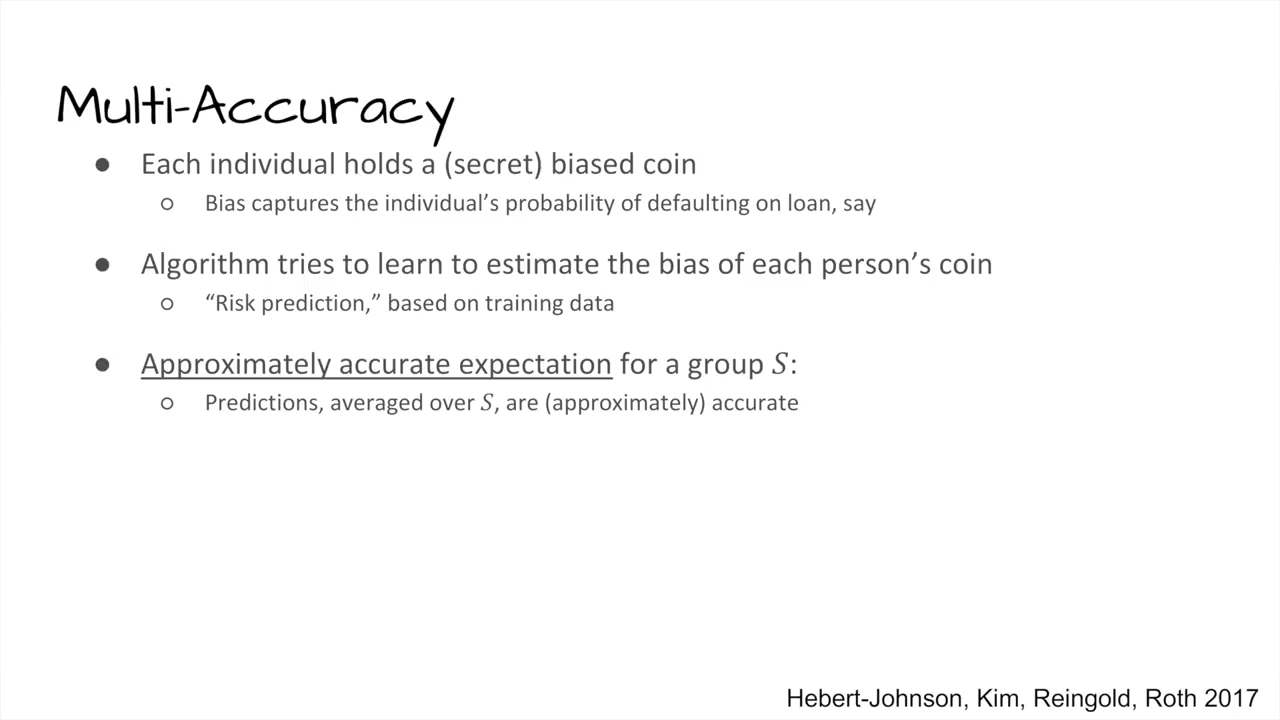 Multi-Accuracy
● Each individual holds a (secret) biased coin
○ Bias captures the individual’s probability of defaulting on loan, say
● Algorithm tries to learn to estimate the bias of each person’s coin
○ “Risk prediction,” based on training data
● Approximately accurate expectation for a group S:
○ Predictions, averaged over S, are (approximately) accurate
Hebert-Johnson, Kim, Reingold, Roth 2017